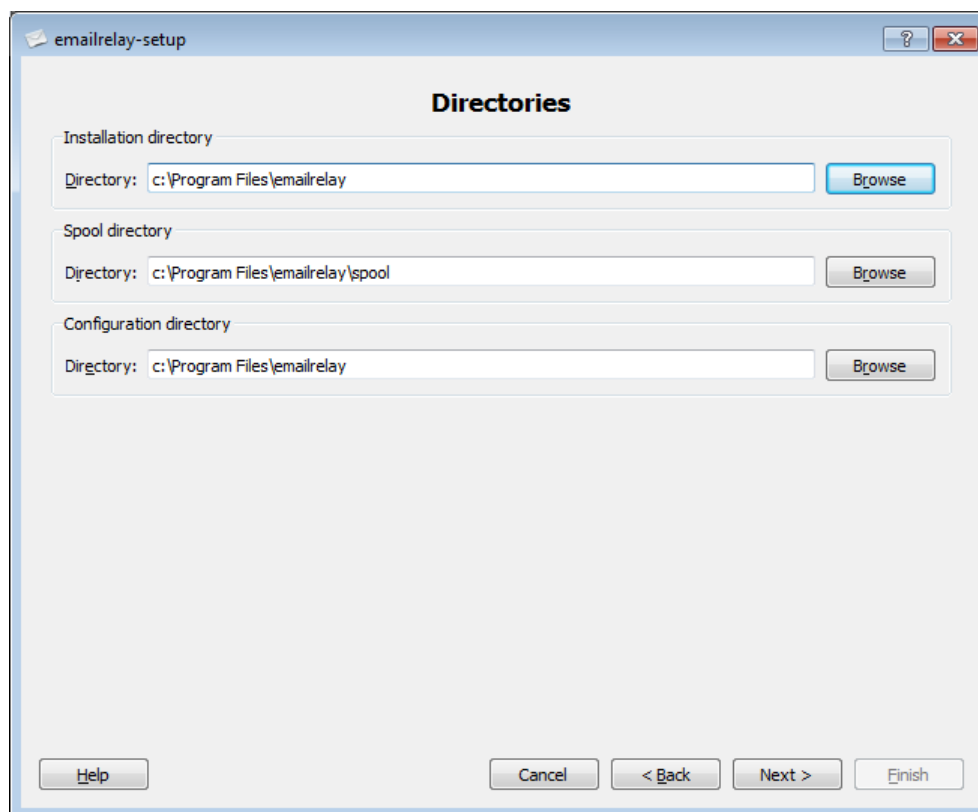 emailrelay-setup
Directories
Installation directory
Directory: c:\Program Files\emailrelay Browse
Spool directory
Directory: c:\Program Files\emailrelay\spool Browse
Configuration directory
Directory: c:\Program Files\emailrelay Browse
Help Cancel < Back Next > Finish